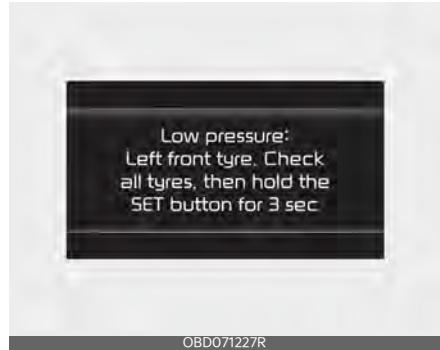 Low pressure:
Left front tyre. Check
all tyres, then hold the
SET button for 3 sec
OBD071227R